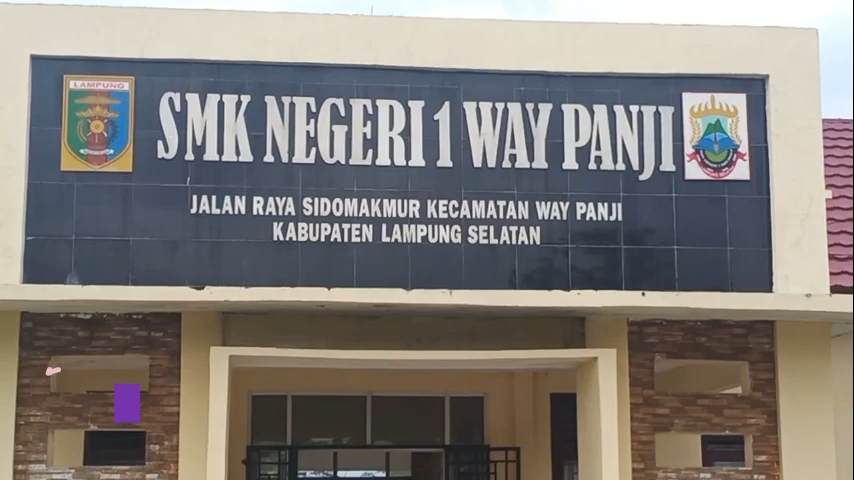 LAMPUNG
SMK NEGERI 1 WAY PANJI
JALAN RAYA SIDOMAKMUR KECAMATAN WAY PANJI
KABUPATEN LAMPUNG SELATAN